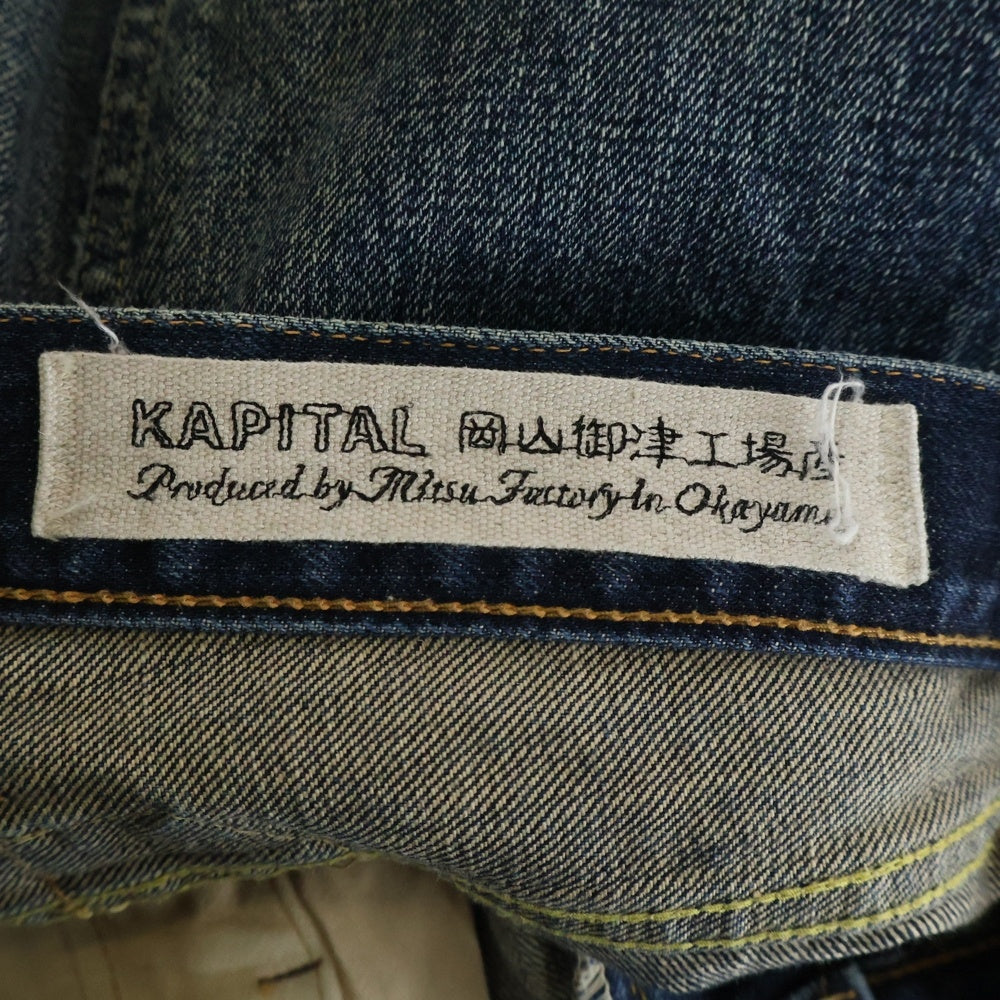 KAPITAL 岡山御津工場産
Produced by Mitsu Factory In Okayama